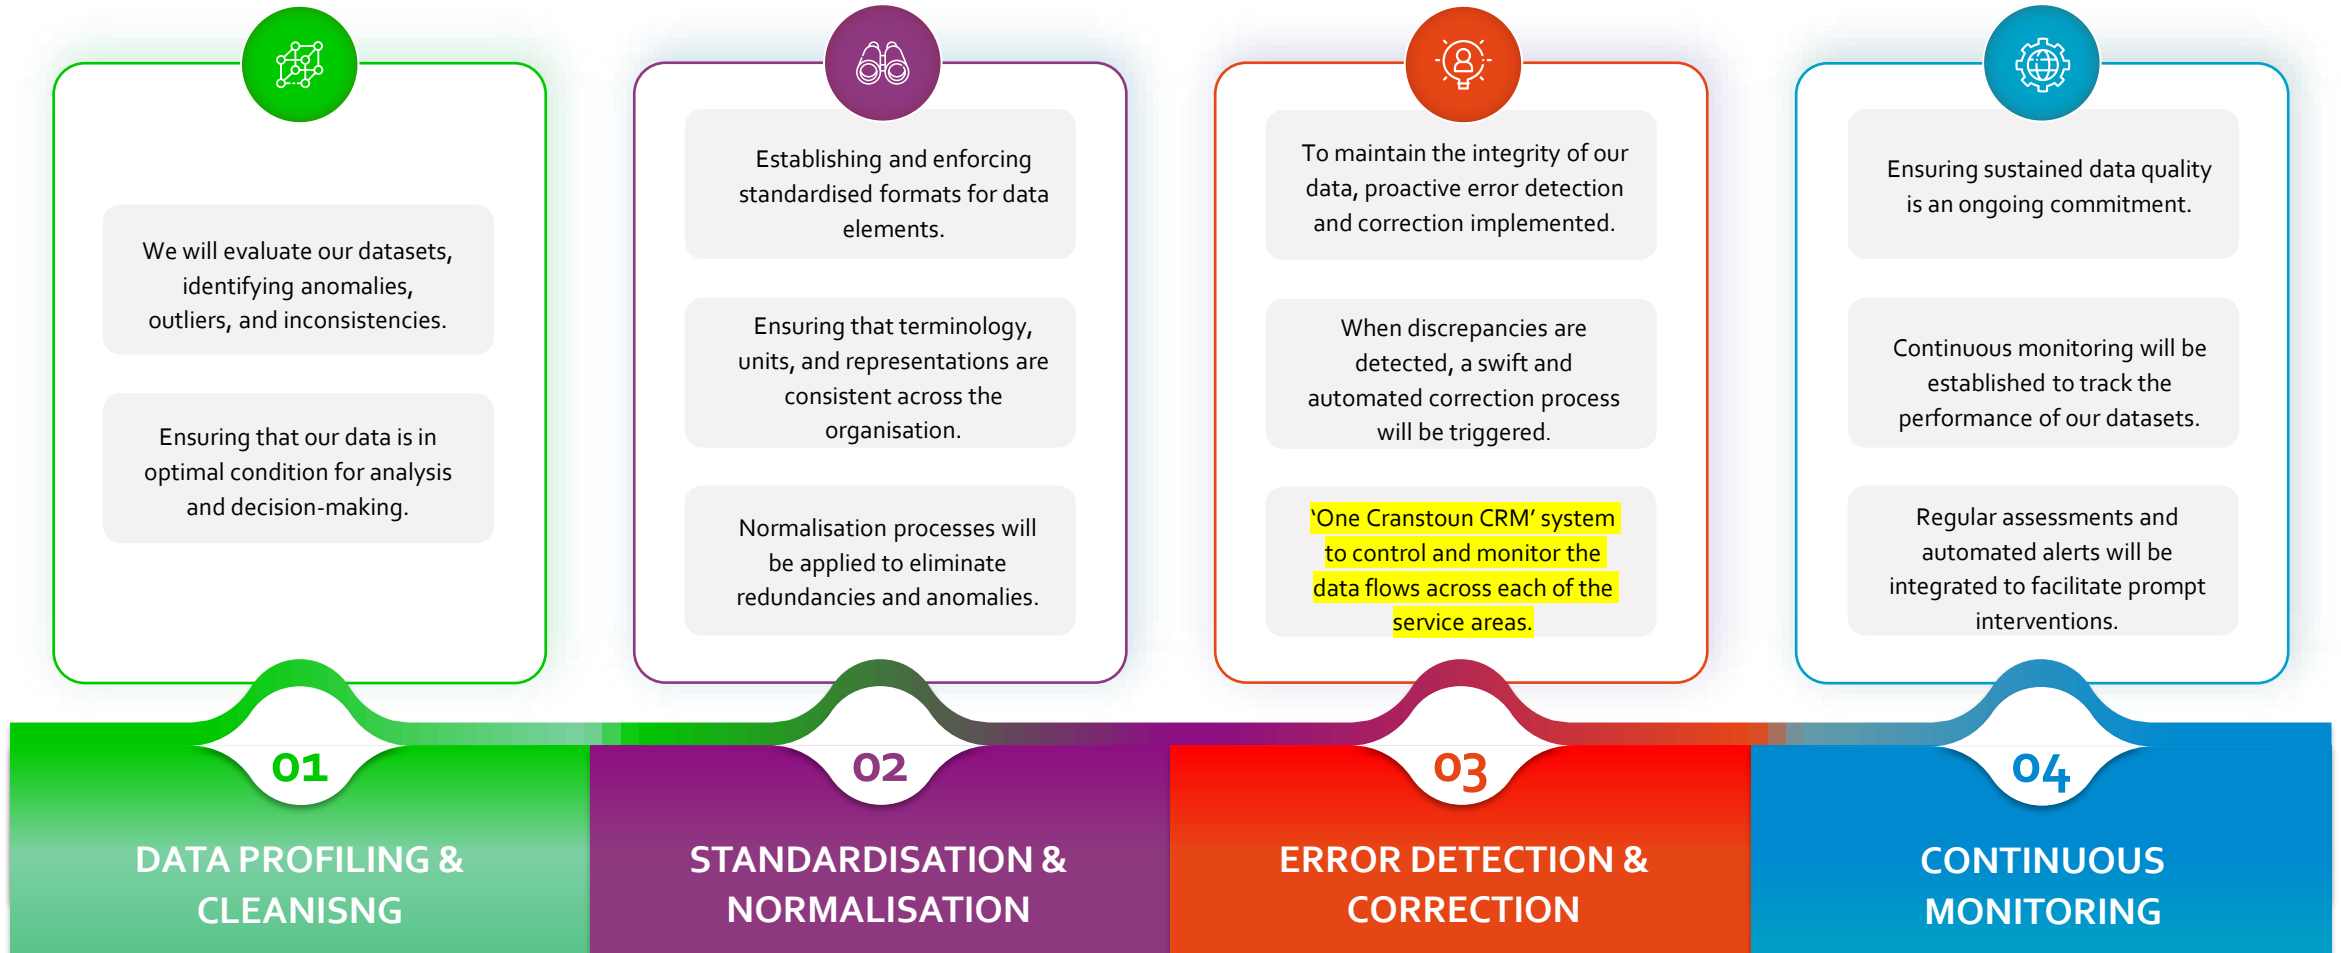 We will evaluate our datasets,
identifying anomalies,
outliers, and inconsistencies.
Ensuring that our data is in
optimal condition for analysis
and decision-making.
01
DATA PROFILING &
CLEANISNG
Establishing and enforcing
standardised formats for data
elements.
Ensuring that terminology,
units, and representations are
consistent across the
organisation.
Normalisation processes will
be applied to eliminate
redundancies and anomalies.
02
STANDARDISATION &
NORMALISATION
To maintain the integrity of our
data, proactive error detection
and correction implemented.
When discrepancies are
detected, a swift and
automated correction process
will be triggered.
‘One Cranstoun CRM’ system
to control and monitor the
data flows across each of the
service areas.
03
ERROR DETECTION &
CORRECTION
Ensuring sustained data quality
is an ongoing commitment.
Continuous monitoring will be
established to track the
performance of our datasets.
Regular assessments and
automated alerts will be
integrated to facilitate prompt
interventions.
04
CONTINUOUS
MONITORING